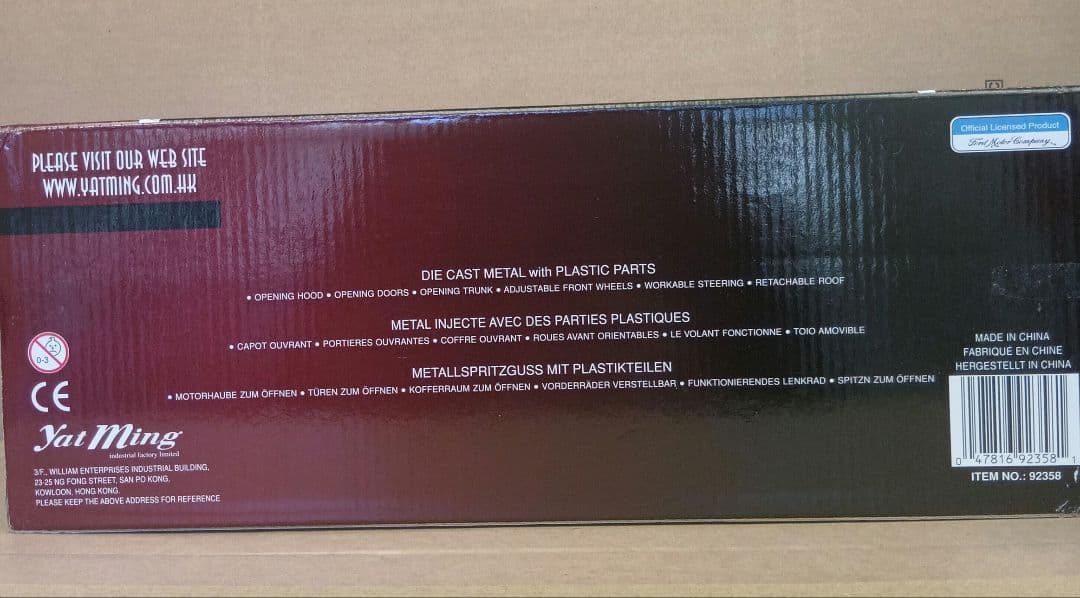 PLEASE VISIT OUR WEB SITE
WWW.YATMING.COM.HK
Official Licensed Product
Ford Motor Company
DIE CAST METAL with PLASTIC PARTS
• OPENING HOOD • OPENING DOORS • OPENING TRUNK • ADJUSTABLE FRONT WHEELS • WORKABLE STEERING • RETACHABLE ROOF
METAL INJECTE AVEC DES PARTIES PLASTIQUES
• CAPOT OUVRANT • PORTIERES OUVRANTES • COFFRE OUVRANT • ROUES AVANT ORIENTABLES • LE VOLANT FONCTIONNE • TOIO AMOVIBLE
METALLSPRITZGUSS MIT PLASTIKTEILEN
• MOTORHAUBE ZUM ÖFFNEN • TÜREN ZUM ÖFFNEN • KOFFERRAUM ZUM ÖFFNEN • VORDERRÄDER VERSTELLBAR • FUNKTIONIERENDES LENKRAD • SPITZN ZUM ÖFFNEN
0-3
CE
Yat Ming
industrial factory limited
3/F., WILLIAM ENTERPRISES INDUSTRIAL BUILDING,
23-25 NG FONG STREET, SAN PO KONG,
KOWLOON, HONG KONG.
PLEASE KEEP THE ABOVE ADDRESS FOR REFERENCE
MADE IN CHINA
FABRIQUÉ EN CHINE
HERGESTELLT IN CHINA
0 47816 92358 1
ITEM NO.: 92358